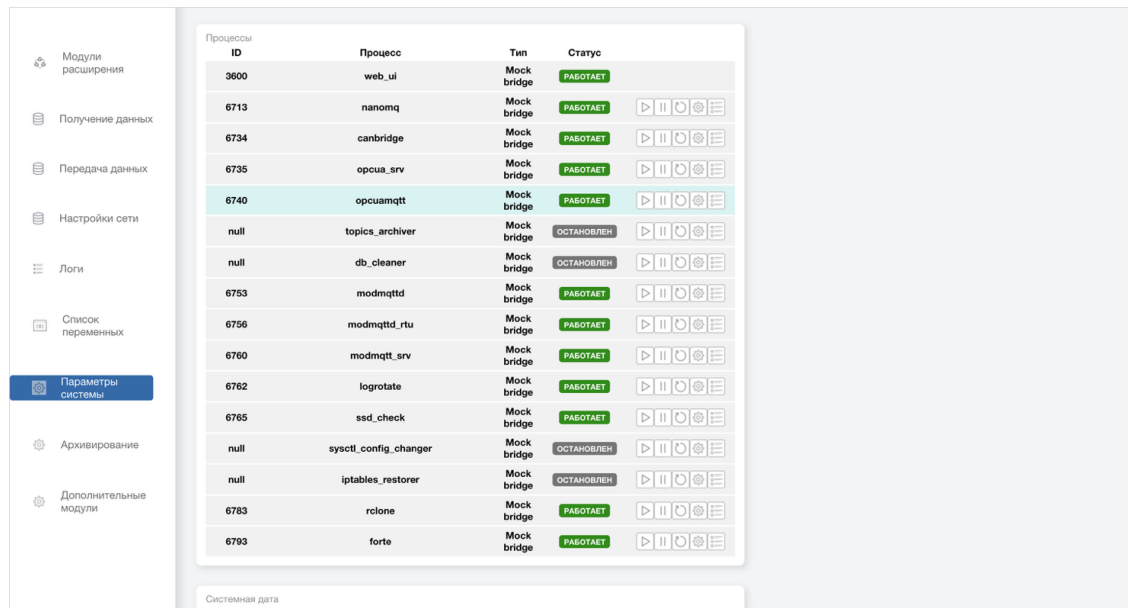 Модули
расширения
Получение данных
Передача данных
Настройки сети
Логи
Список
переменных
Параметры
системы
Архивирование
Дополнительные
модули
Процессы
ID Процесс Тип Статус
3600 web_ui Mock bridge РАБОТАЕТ
6713 nanomq Mock bridge РАБОТАЕТ
6734 canbridge Mock bridge РАБОТАЕТ
6735 opcua_srv Mock bridge РАБОТАЕТ
6740 opcuamqtt Mock bridge РАБОТАЕТ
null topics_archiver Mock bridge ОСТАНОВЛЕН
null db_cleaner Mock bridge ОСТАНОВЛЕН
6753 modmqttd Mock bridge РАБОТАЕТ
6756 modmqttd_rtu Mock bridge РАБОТАЕТ
6760 modmqtt_srv Mock bridge РАБОТАЕТ
6762 logrotate Mock bridge РАБОТАЕТ
6765 ssd_check Mock bridge РАБОТАЕТ
null sysctl_config_changer Mock bridge ОСТАНОВЛЕН
null iptables_restorer Mock bridge ОСТАНОВЛЕН
6783 rclone Mock bridge РАБОТАЕТ
6793 forte Mock bridge РАБОТАЕТ
Системная дата